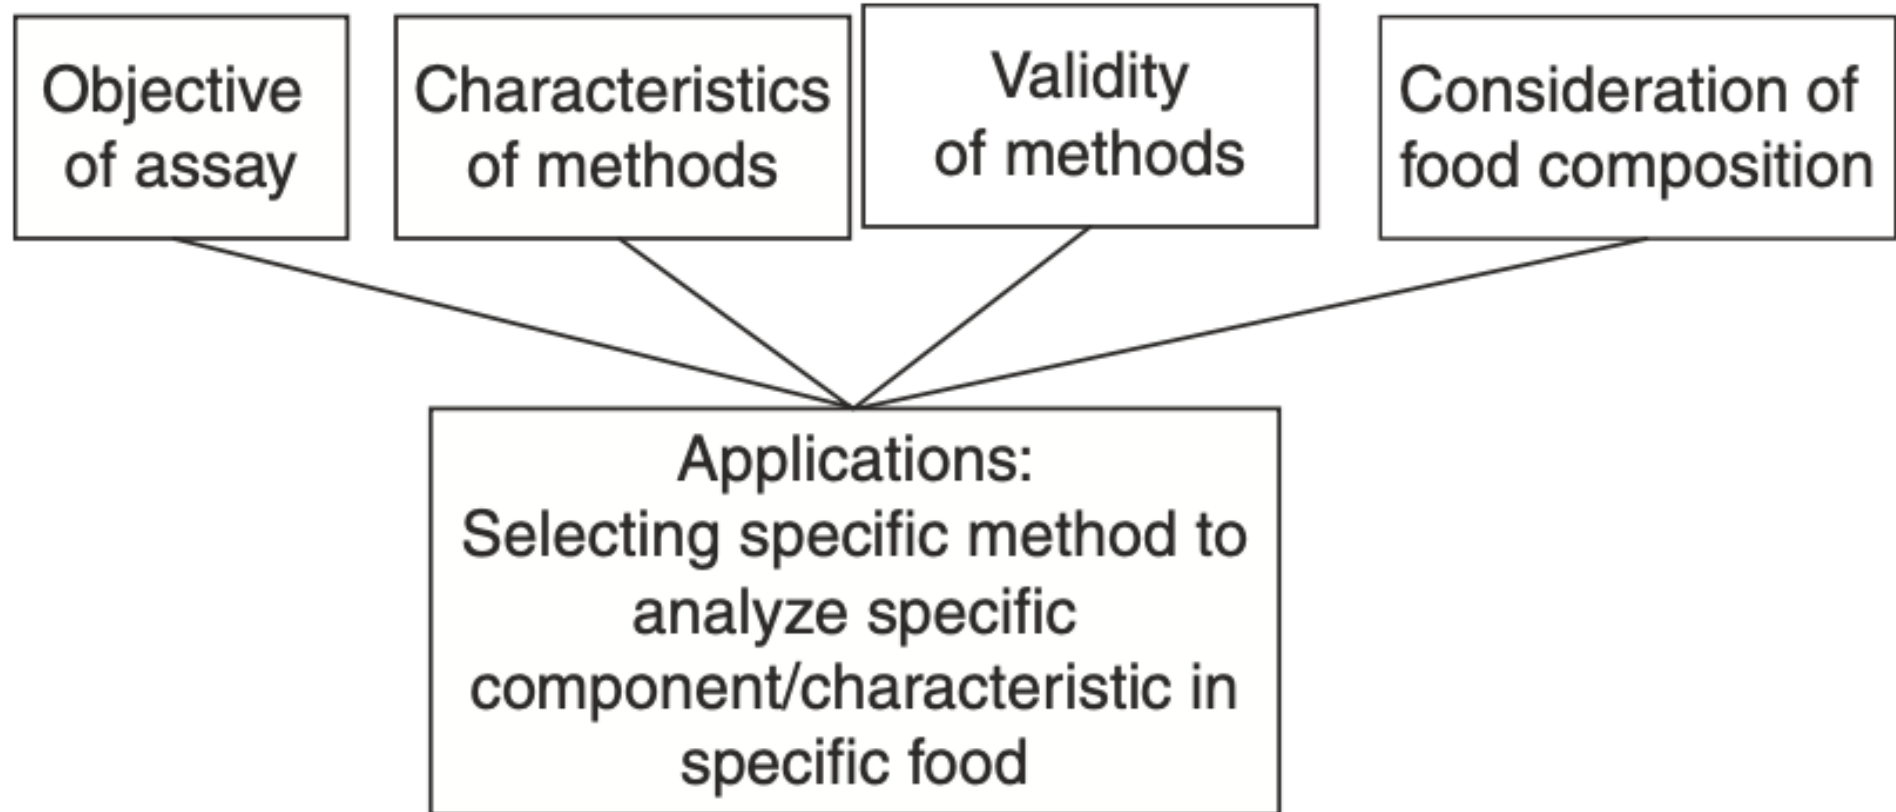 Objective
of assay
Characteristics
of methods
Validity
of methods
Consideration of
food composition
Applications:
Selecting specific method to
analyze specific
component/characteristic in
specific food